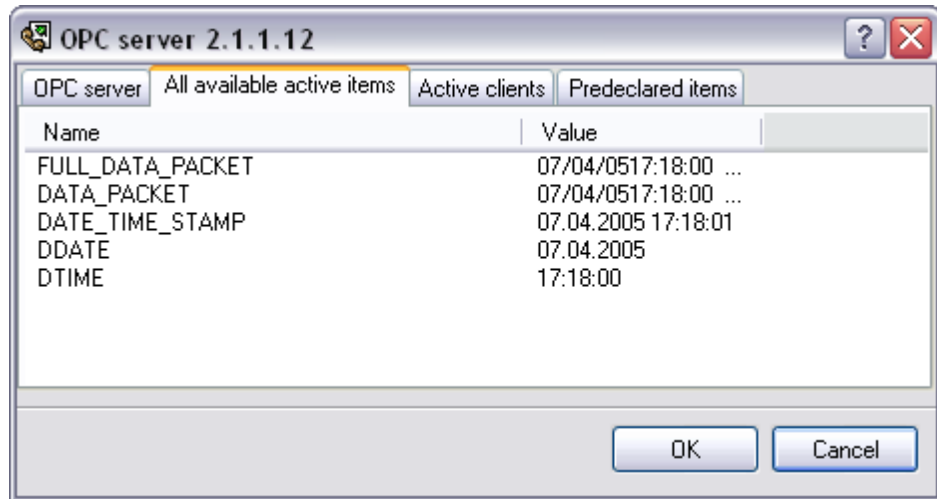 OPC server 2.1.1.12
OPC server All available active items Active clients Predeclared items
Name Value
FULL_DATA_PACKET 07/04/0517:18:00 ...
DATA_PACKET 07/04/0517:18:00 ...
DATE_TIME_STAMP 07.04.2005 17:18:01
DDATE 07.04.2005
DTIME 17:18:00
OK Cancel